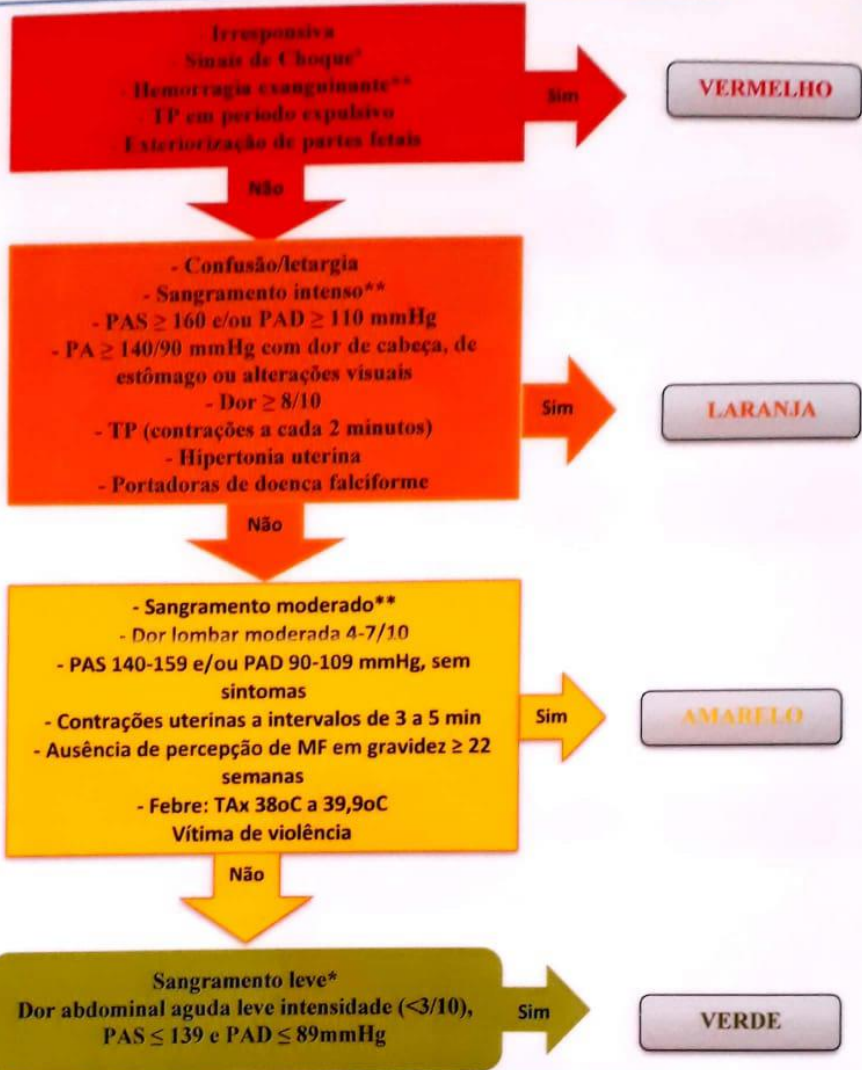 Irresponsiva
- Sinais de Choque*
- Hemorragia exanguinante**
- TP em período expulsivo
- Exteriorização de partes fetais
Sim
VERMELHO
Não
- Confusão/letargia
- Sangramento intenso**
- PAS ≥ 160 e/ou PAD ≥ 110 mmHg
- PA ≥ 140/90 mmHg com dor de cabeça, de
estômago ou alterações visuais
- Dor ≥ 8/10
- TP (contrações a cada 2 minutos)
- Hipertonia uterina
- Portadoras de doenca falciforme
Sim
LARANJA
Não
- Sangramento moderado**
- Dor lombar moderada 4-7/10
- PAS 140-159 e/ou PAD 90-109 mmHg, sem
sintomas
- Contrações uterinas a intervalos de 3 a 5 min
- Ausência de percepção de MF em gravidez ≥ 22
semanas
- Febre: TAx 38oC a 39,9oC
Vítima de violência
Sim
AMARELO
Não
Sangramento leve*
Dor abdominal aguda leve intensidade (<3/10),
PAS ≤ 139 e PAD ≤ 89mmHg
Sim
VERDE